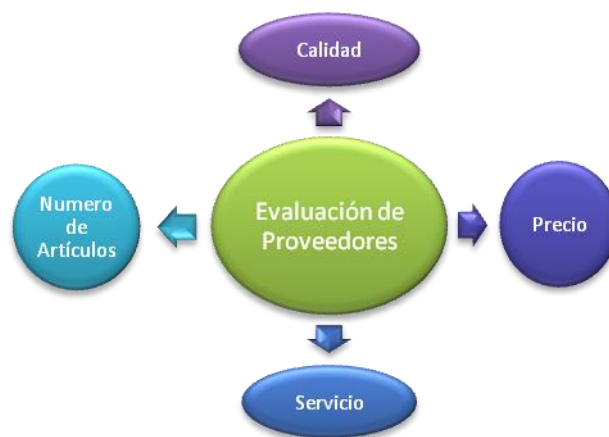 Calidad
Numero
de
Artículos
Evaluación de
Proveedores
Precio
Servicio